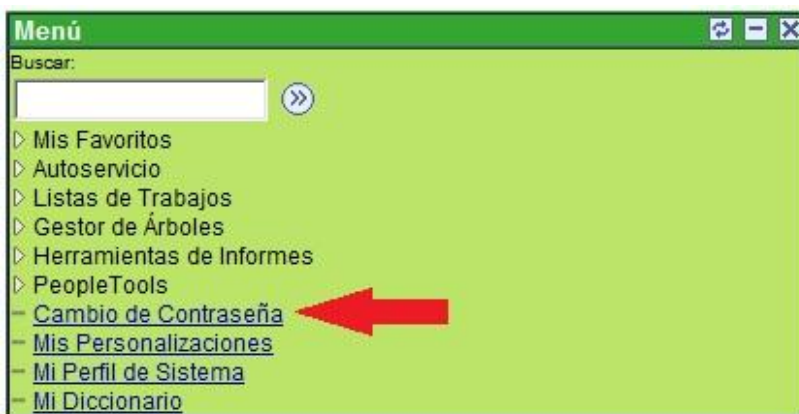 Menú
Buscar:
Mis Favoritos
Autoservicio
Listas de Trabajos
Gestor de Árboles
Herramientas de Informes
PeopleTools
Cambio de Contraseña
Mis Personalizaciones
Mi Perfil de Sistema
Mi Diccionario